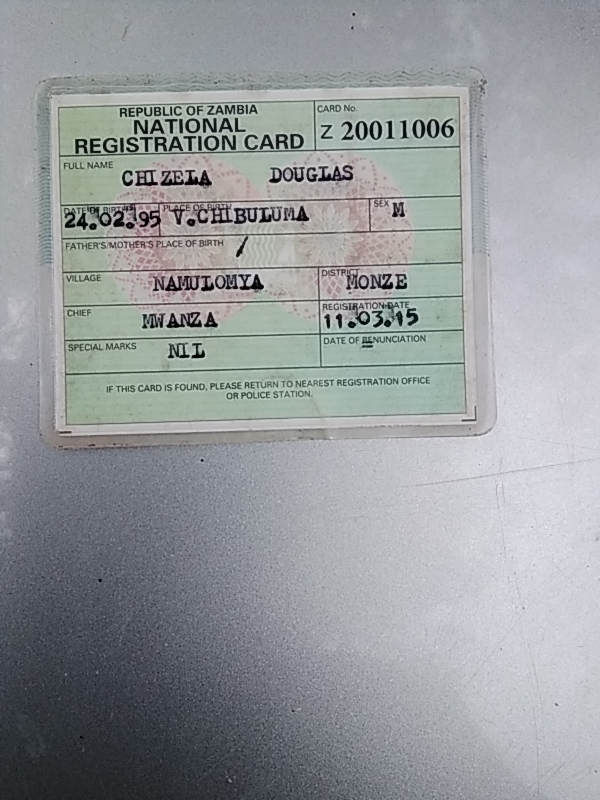 REPUBLIC OF ZAMBIA
NATIONAL
REGISTRATION CARD
CARD No.
Z 20011006
FULL NAME
CHIZELA DOUGLAS
DATE OF BIRTH PLACE OF BIRTH SEX
24.02.95 V.CHIBULUMA M
FATHER'S/MOTHER'S PLACE OF BIRTH
/
VILLAGE DISTRICT
NAMULOMYA MONZE
CHIEF REGISTRATION DATE
MWANZA 11.03.15
SPECIAL MARKS DATE OF RENUNCIATION
NIL =
IF THIS CARD IS FOUND, PLEASE RETURN TO NEAREST REGISTRATION OFFICE
OR POLICE STATION.